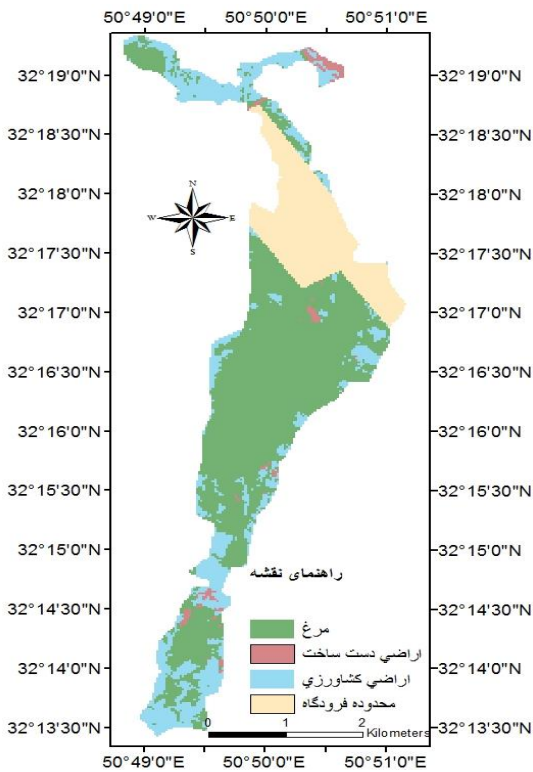 50°49'0"E 50°50'0"E 50°51'0"E
32°19'0"N 32°19'0"N
32°18'30"N 32°18'30"N
32°18'0"N 32°18'0"N
N
W E
S
32°17'30"N 32°17'30"N
32°17'0"N 32°17'0"N
32°16'30"N 32°16'30"N
32°16'0"N 32°16'0"N
32°15'30"N 32°15'30"N
32°15'0"N 32°15'0"N
راهنمای نقشه
32°14'30"N 32°14'30"N
مرغ
اراضي دست ساخت
32°14'0"N 32°14'0"N
اراضي كشاورزي
محدوده فرودگاه
32°13'30"N 32°13'30"N
0 1 2
Kilometers
50°49'0"E 50°50'0"E 50°51'0"E